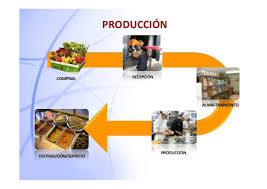 PRODUCCIÓN
COMPRAS
RECEPCIÓN
ALMACENAMIENTO
PRODUCCIÓN
DISTRIBUCIÓN/SERVICIO